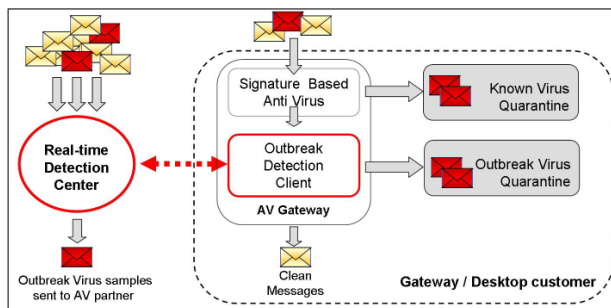 Real-time
Detection
Center
Outbreak Virus samples
sent to AV partner
Signature Based
Anti Virus
Outbreak
Detection
Client
AV Gateway
Clean
Messages
Known Virus
Quarantine
Outbreak Virus
Quarantine
Gateway / Desktop customer